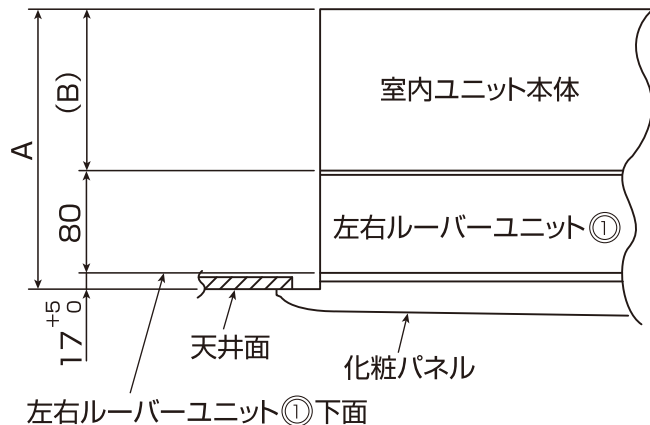 室内ユニット本体
(B)
A
80
左右ルーバーユニット①
17 +5 0
天井面
化粧パネル
左右ルーバーユニット①下面